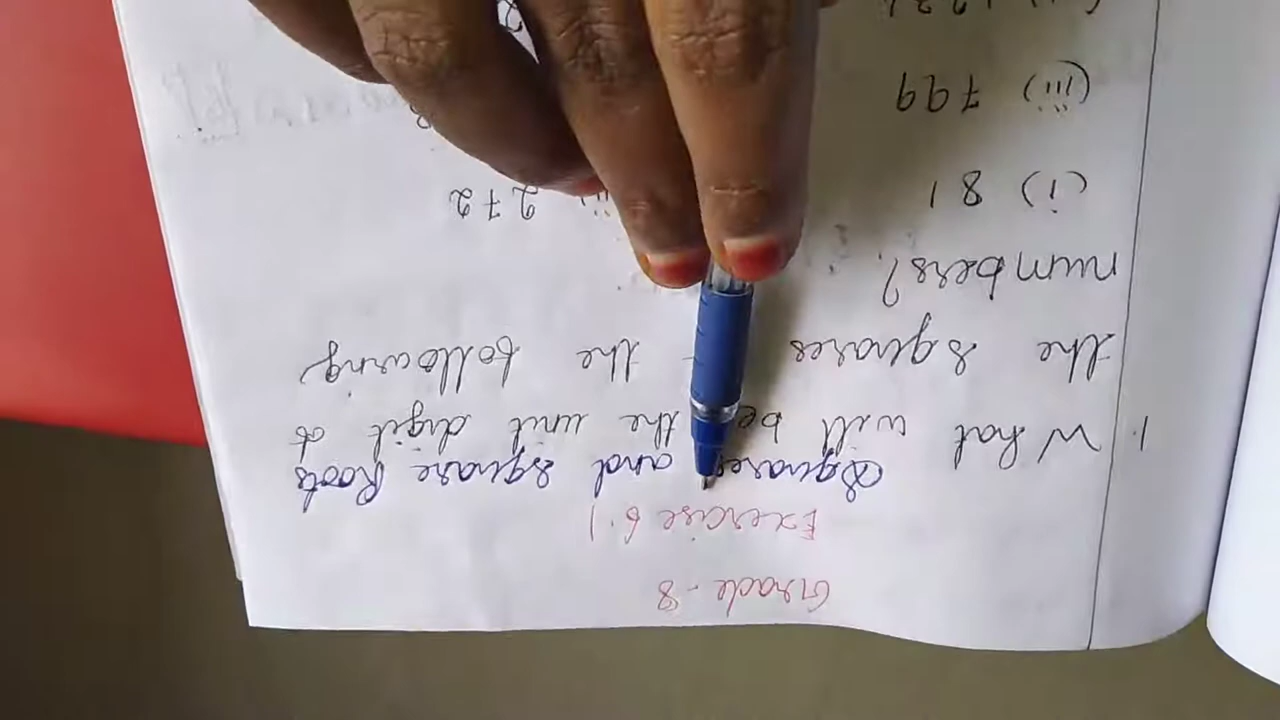 Grade - 8
Exercise 6.1
Squares and Square Roots
1. What will be the unit digit of
the squares the following
numbers?
(i) 81 272
(iii) 799